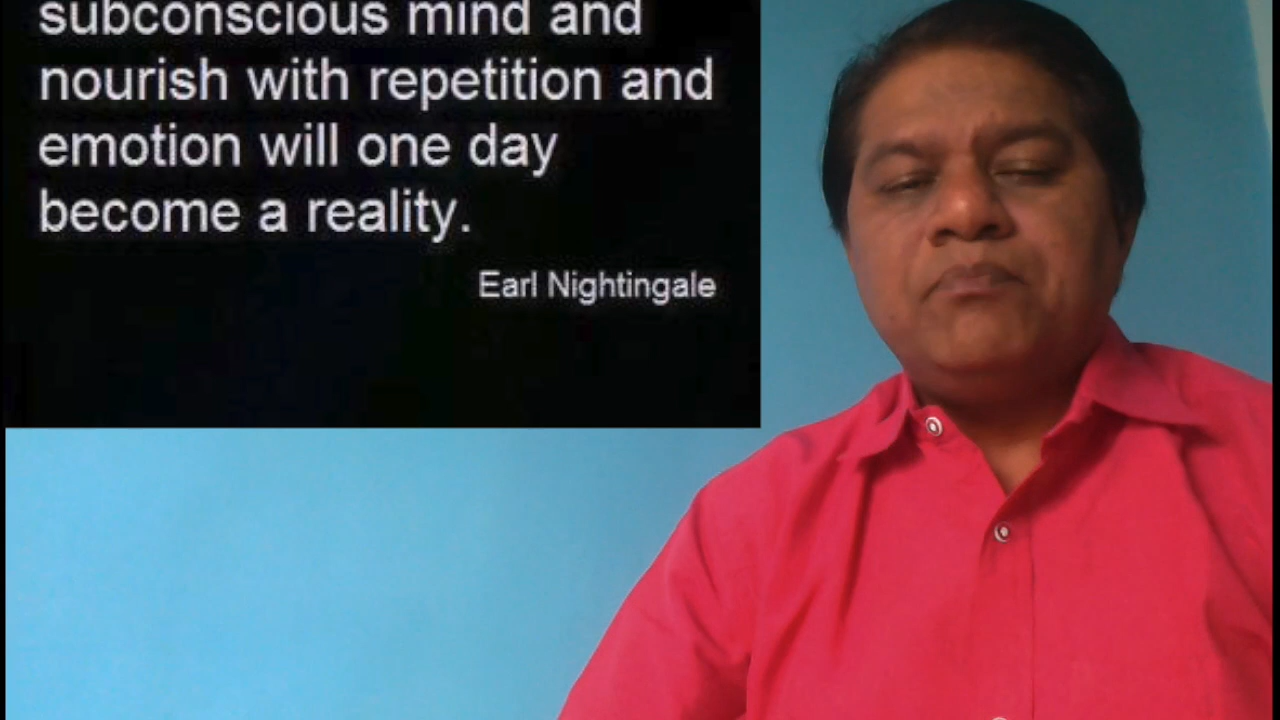 subconscious mind and
nourish with repetition and
emotion will one day
become a reality.
Earl Nightingale